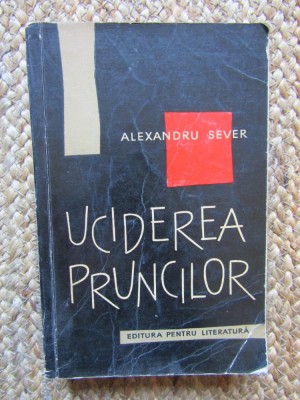 ALEXANDRU SEVER
UCIDEREA
PRUNCILOR
EDITURA PENTRU LITERATURĂ